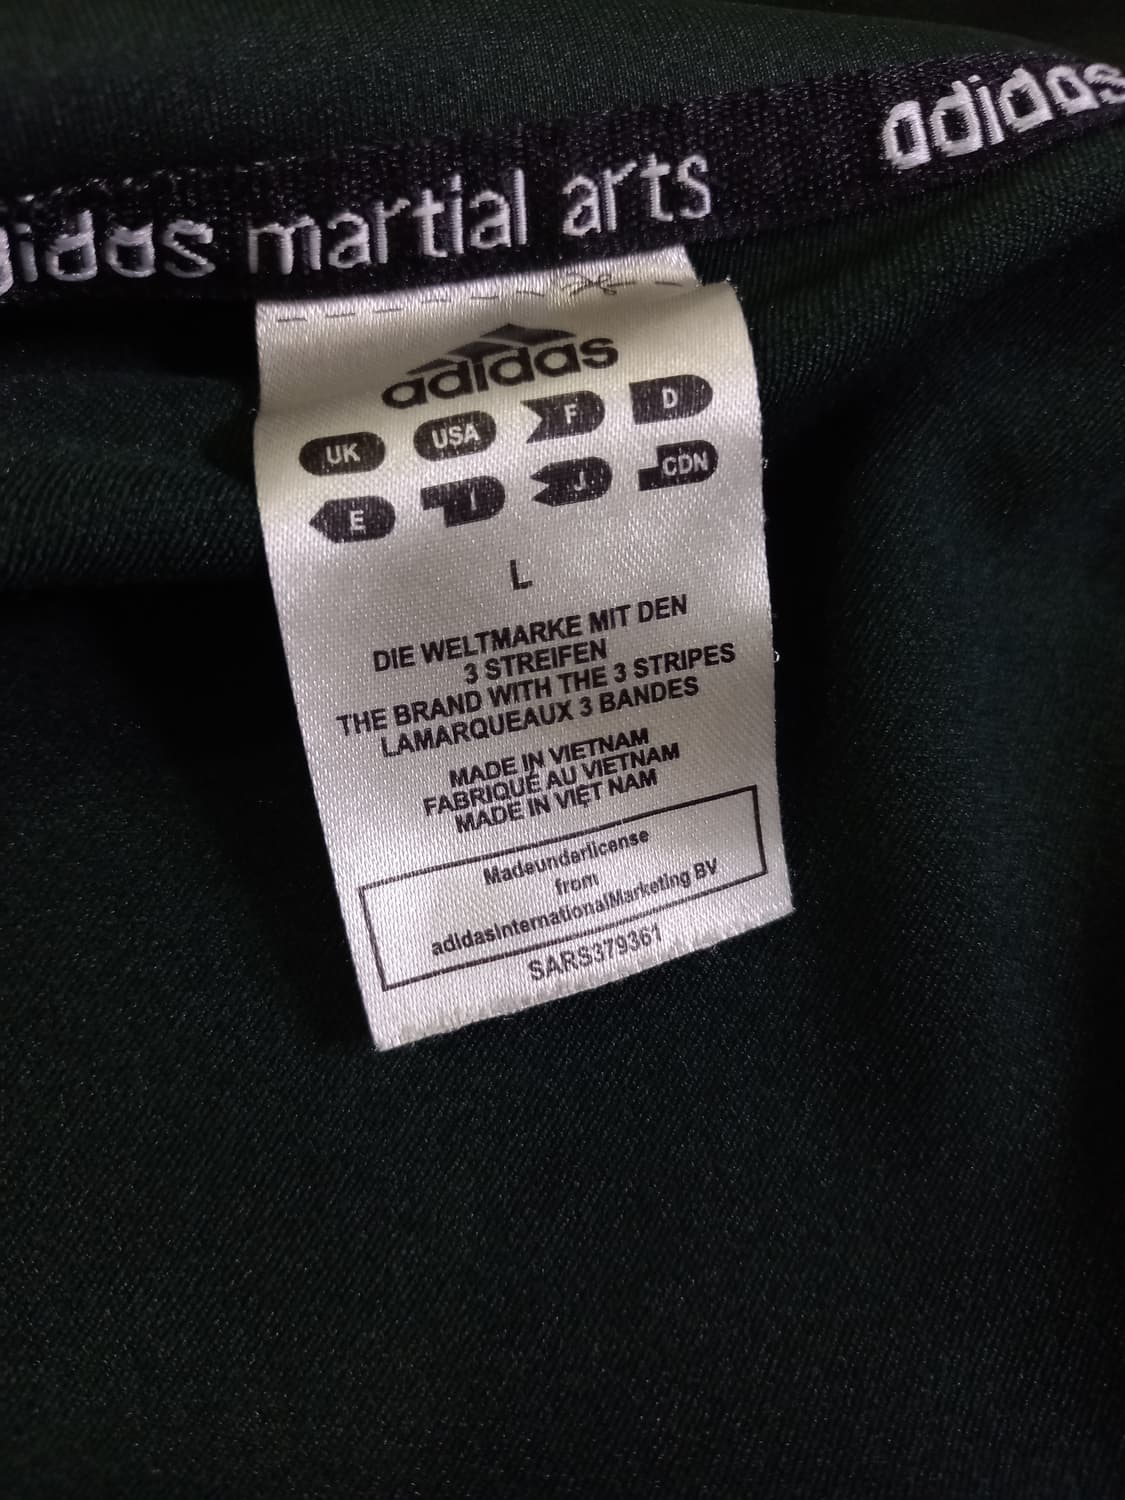 adidas
adidas martial arts
adidas
UK USA F D
E I J CDN
L
DIE WELTMARKE MIT DEN
3 STREIFEN
THE BRAND WITH THE 3 STRIPES
LAMARQUEAUX 3 BANDES
MADE IN VIETNAM
FABRIQUÉ AU VIETNAM
MADE IN VIỆT NAM
Madeunderlicense
from
adidasInternationalMarketing BV
SARS379361